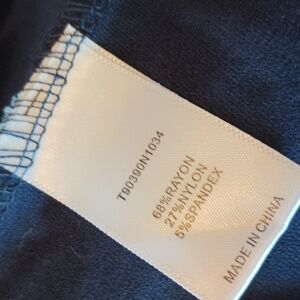 T90390N1034
68%RAYON
27%NYLON
5%SPANDEX
MADE IN CHINA